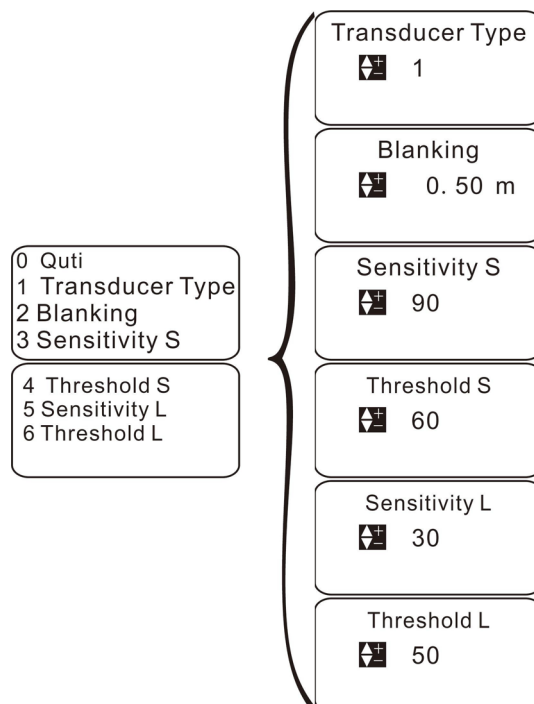 0 Quti
1 Transducer Type
2 Blanking
3 Sensitivity S
4 Threshold S
5 Sensitivity L
6 Threshold L
Transducer Type
1
Blanking
0. 50 m
Sensitivity S
90
Threshold S
60
Sensitivity L
30
Threshold L
50